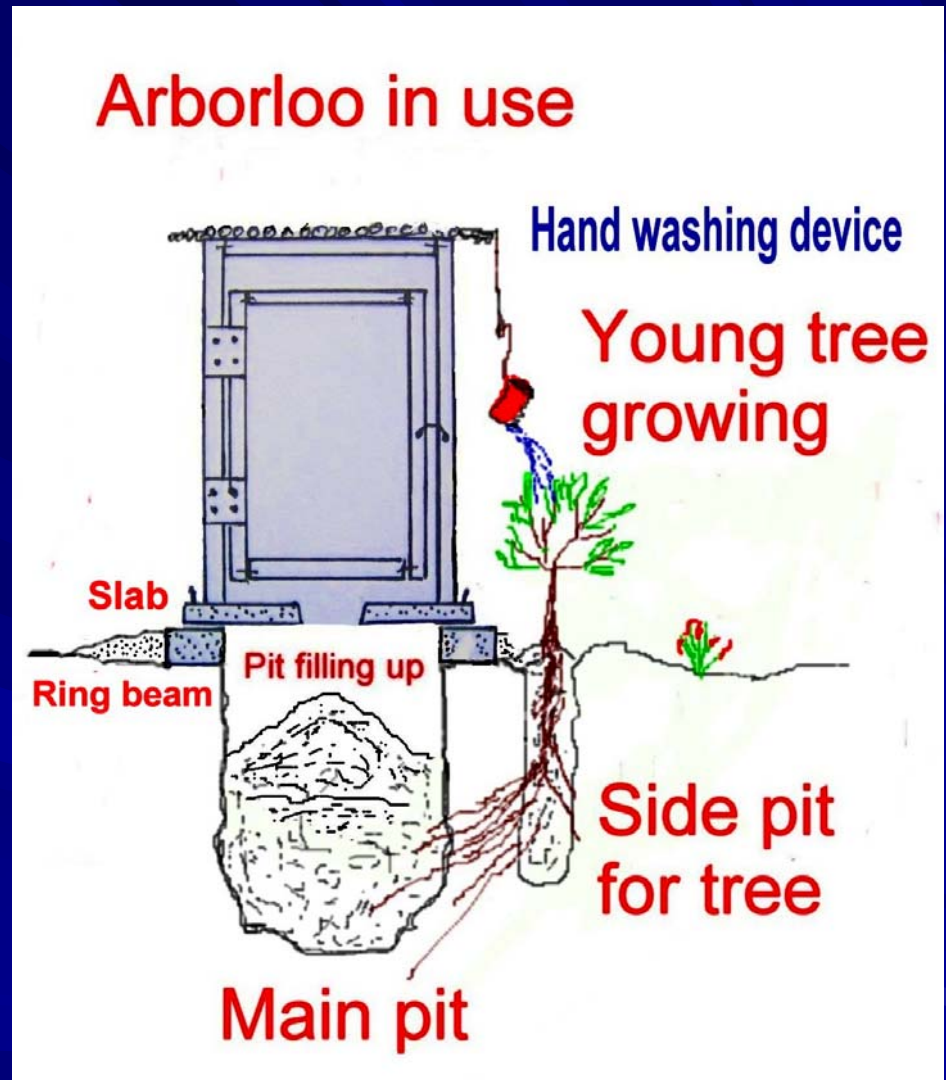 Arborloo in use
Hand washing device
Young tree
growing
Slab
Pit filling up
Ring beam
Side pit
for tree
Main pit